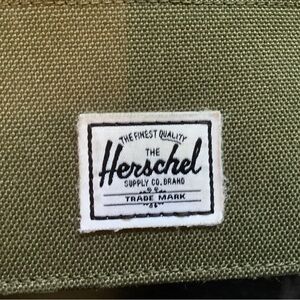 THE FINEST QUALITY
THE
Herschel
SUPPLY CO. BRAND
TRADE MARK